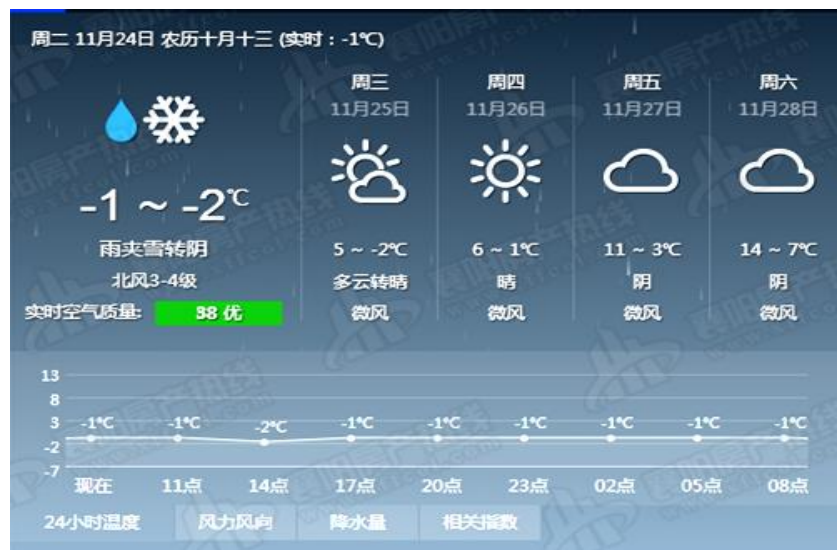 周二 11月24日 农历十月十三 (实时：-1℃)
-1 ~ -2℃
雨夹雪转阴
北风3-4级
实时空气质量: 38 优
周三
11月25日
5 ~ -2℃
多云转晴
微风
周四
11月26日
6 ~ 1℃
晴
微风
周五
11月27日
11 ~ 3℃
阴
微风
周六
11月28日
14 ~ 7℃
阴
微风
13
8
3
-2
-7
-1℃ -1℃ -2℃ -1℃ -1℃ -1℃ -1℃ -1℃ -1℃
现在 11点 14点 17点 20点 23点 02点 05点 08点
24小时温度 风力风向 降水量 相关指数
襄阳房产热线